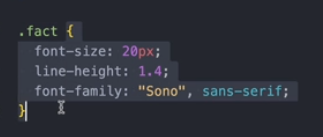 .fact {
  font-size: 20px;
  line-height: 1.4;
  font-family: "Sono", sans-serif;
}